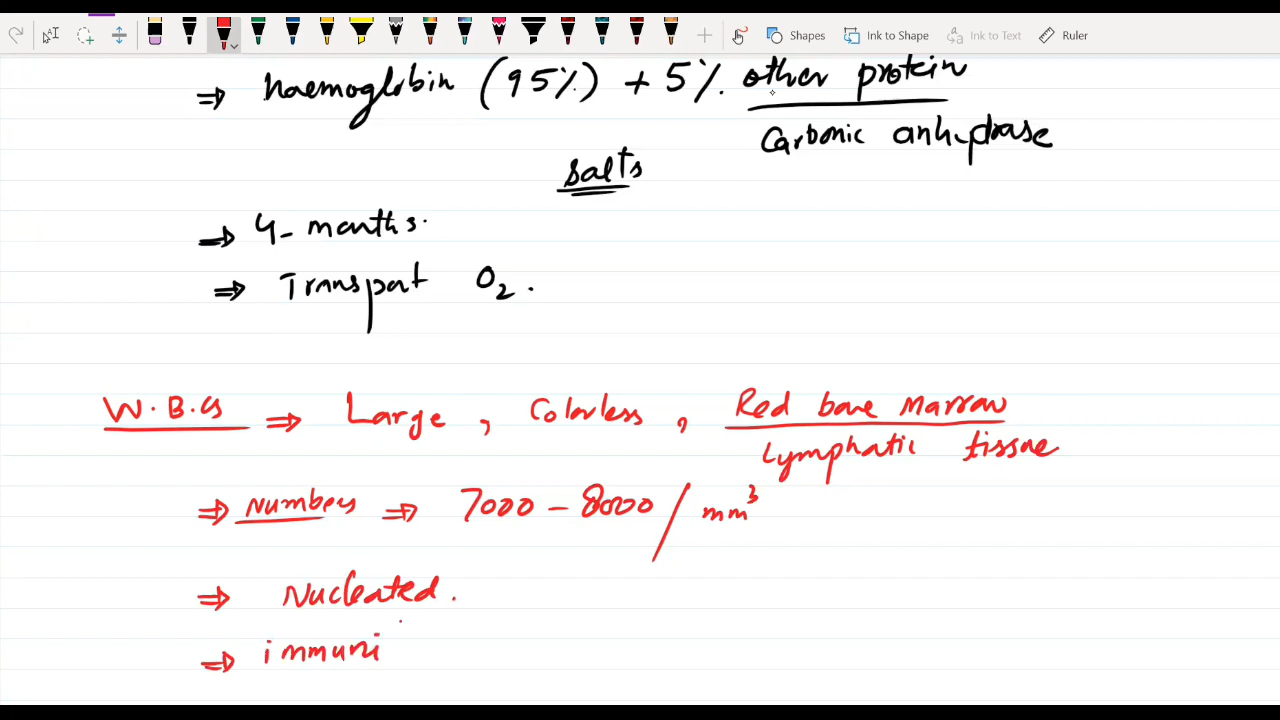 Shapes Ink to Shape Ink to Text Ruler
⇒ haemoglobin (95%) + 5% other protein
Carbonic anhydrase
salts
⇒ 4- months.
⇒ Transport O2.
W.B.Cs ⇒ Large, Colorless, Red bone Marrow
Lymphatic tissue
⇒ Numbers ⇒ 7000 - 8000 / mm³
⇒ Nucleated.
⇒ immuni